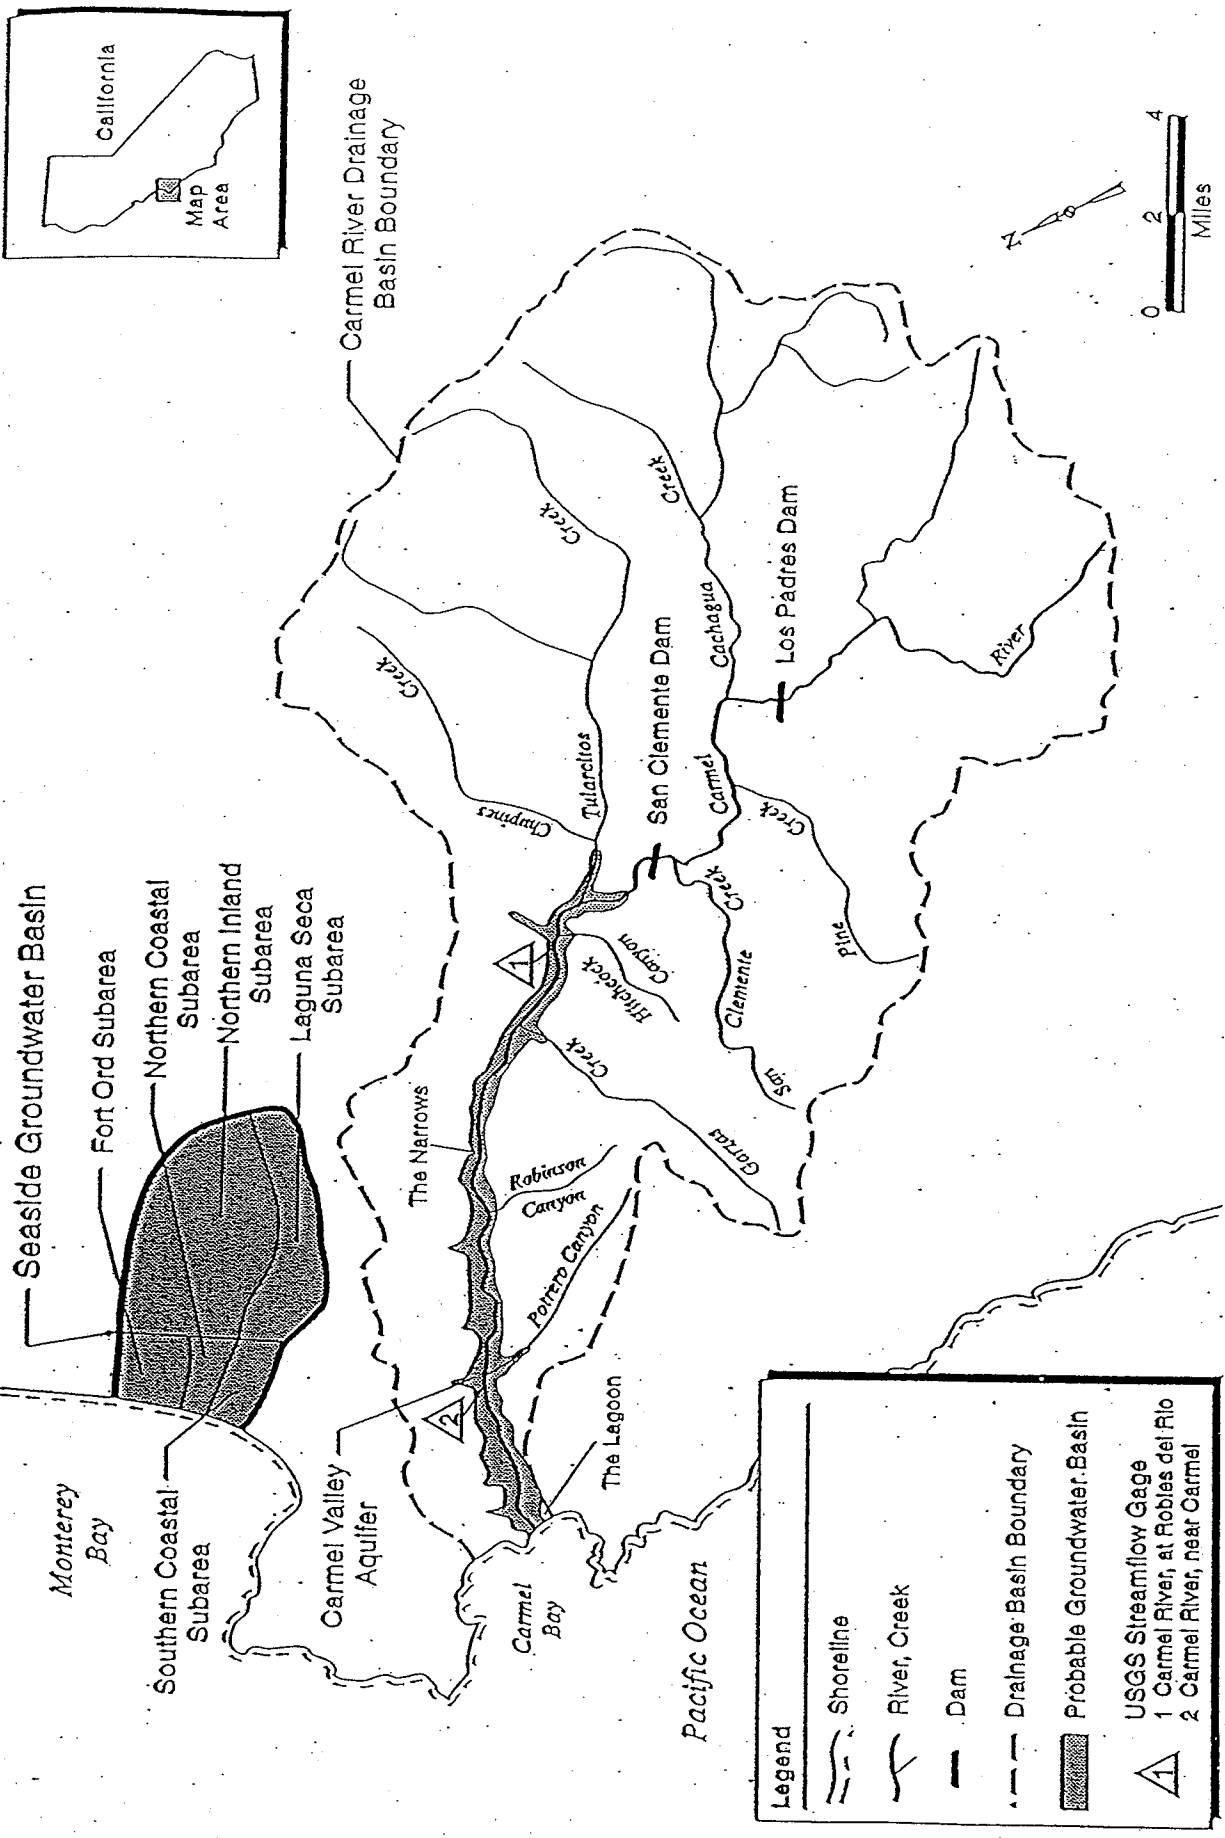 California
Map
Area
Carmel River Drainage
Basin Boundary
Seaside Groundwater Basin
Fort Ord Subarea
Northern Coastal
Subarea
Northern Inland
Subarea
Laguna Seca
Subarea
Monterey
Bay
Southern Coastal
Subarea
Carmel Valley
Aquifer
The Narrows
1
2
Chupines
Creek
Tularcitos
Creek
San Clemente Dam
Cachagua
Creek
Los Padres Dam
Carmel
River
Pine
Creek
San
Clemente
Creek
Hitchcock
Canyon
Garzas
Creek
Robinson
Canyon
Potrero Canyon
The Lagoon
Carmel
Bay
Pacific Ocean
N
0 2 4
Miles
Legend
Shoreline
River, Creek
Dam
Drainage Basin Boundary
Probable Groundwater Basin
1
USGS Streamflow Gage
1 Carmel River, at Robles del Rio
2 Carmel River, near Carmel